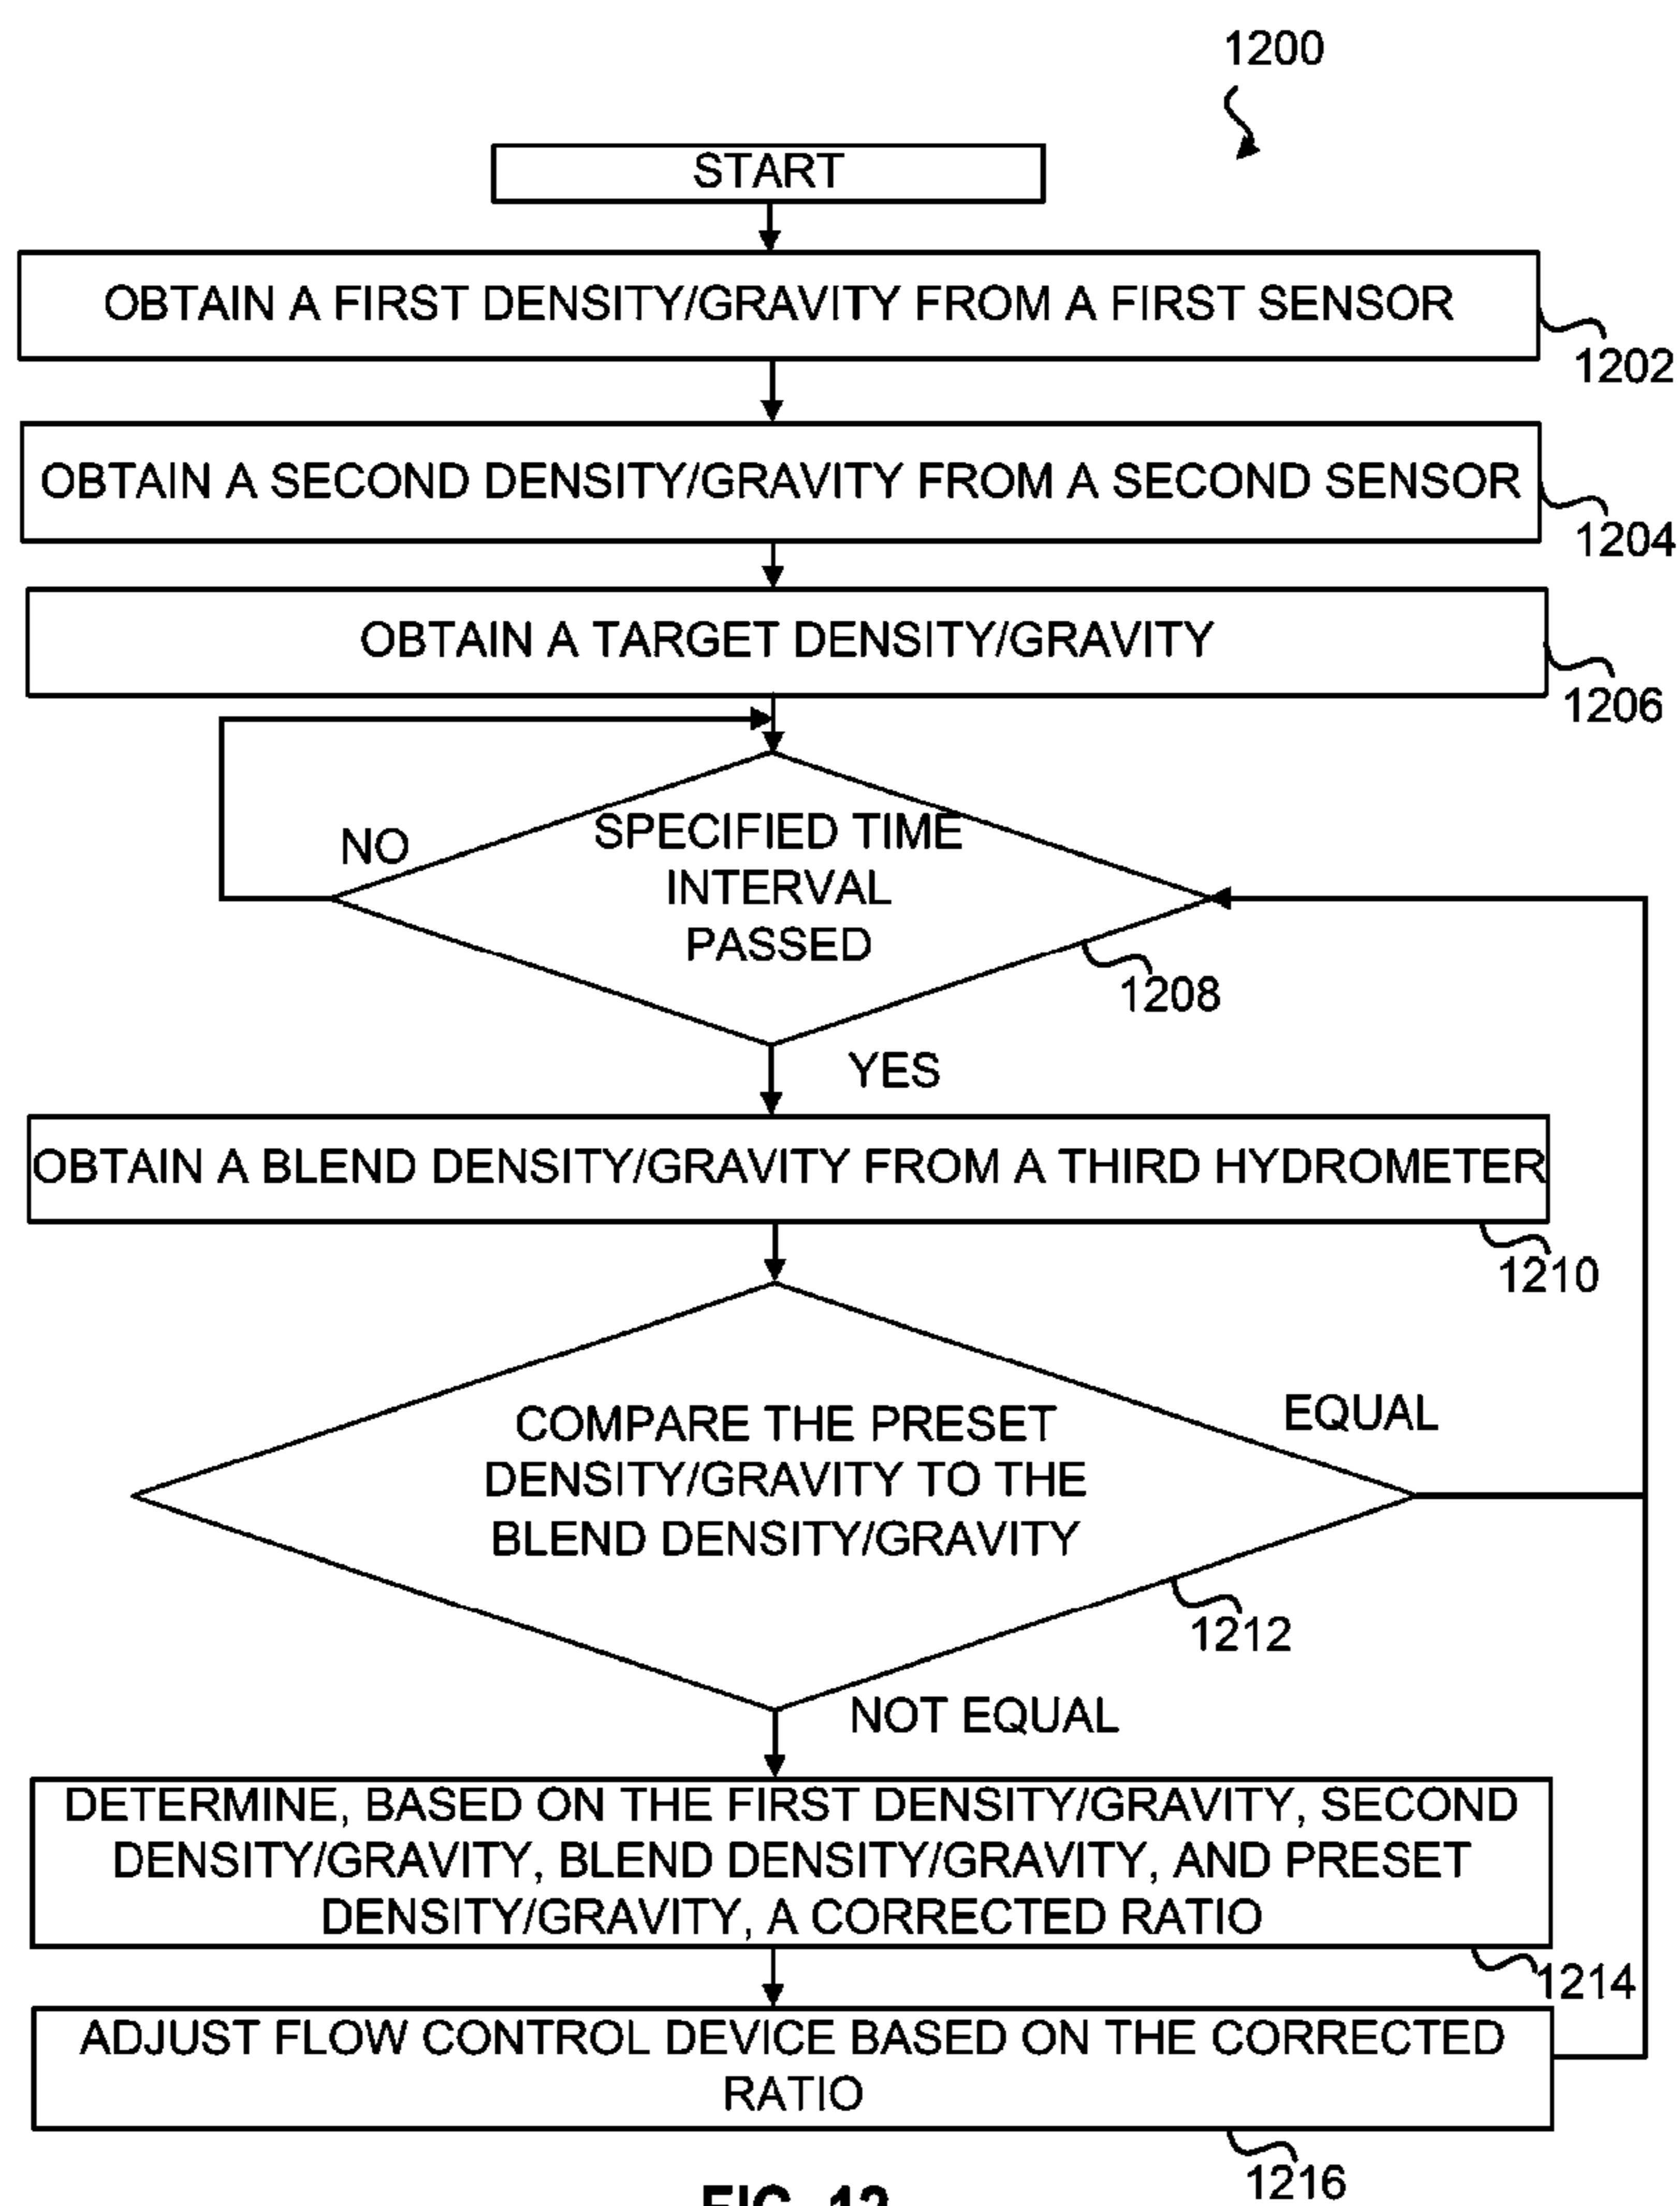 1200
START
OBTAIN A FIRST DENSITY/GRAVITY FROM A FIRST SENSOR
1202
OBTAIN A SECOND DENSITY/GRAVITY FROM A SECOND SENSOR
1204
OBTAIN A TARGET DENSITY/GRAVITY
1206
NO
SPECIFIED TIME
INTERVAL
PASSED
1208
YES
OBTAIN A BLEND DENSITY/GRAVITY FROM A THIRD HYDROMETER
1210
COMPARE THE PRESET
DENSITY/GRAVITY TO THE
BLEND DENSITY/GRAVITY
EQUAL
1212
NOT EQUAL
DETERMINE, BASED ON THE FIRST DENSITY/GRAVITY, SECOND
DENSITY/GRAVITY, BLEND DENSITY/GRAVITY, AND PRESET
DENSITY/GRAVITY, A CORRECTED RATIO
1214
ADJUST FLOW CONTROL DEVICE BASED ON THE CORRECTED
RATIO
1216
FIG. 12